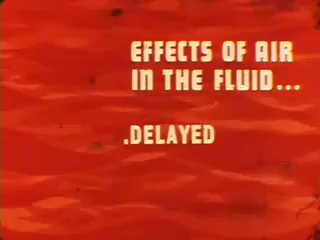 EFFECTS OF AIR
IN THE FLUID...
.DELAYED